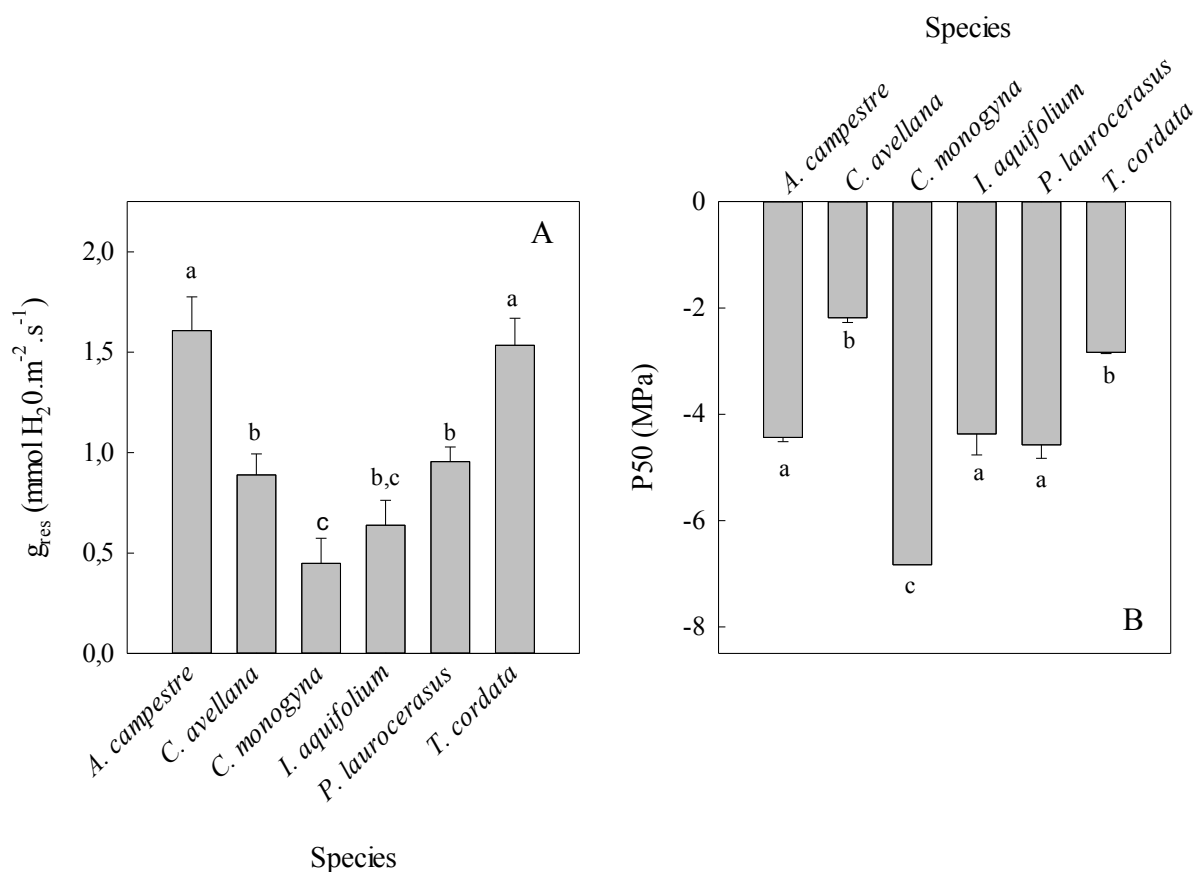 A
2,0
1,5
1,0
0,5
0,0
g_res (mmol H₂0.m⁻².s⁻¹)
a
b
c
b,c
b
a
A. campestre
C. avellana
C. monogyna
I. aquifolium
P. laurocerasus
T. cordata
Species
Species
A. campestre
C. avellana
C. monogyna
I. aquifolium
P. laurocerasus
T. cordata
0
-2
-4
-6
-8
P50 (MPa)
a
b
c
a
a
b
B